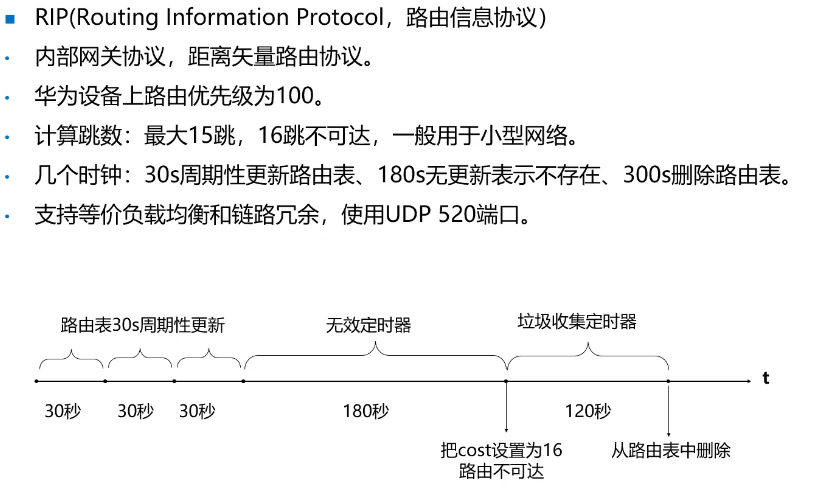 RIP(Routing Information Protocol，路由信息协议）
内部网关协议，距离矢量路由协议。
华为设备上路由优先级为100。
计算跳数：最大15跳，16跳不可达，一般用于小型网络。
几个时钟：30s周期性更新路由表、180s无更新表示不存在、300s删除路由表。
支持等价负载均衡和链路冗余，使用UDP 520端口。
路由表30s周期性更新
无效定时器
垃圾收集定时器
t
30秒
30秒
30秒
180秒
120秒
把cost设置为16
路由不可达
从路由表中删除